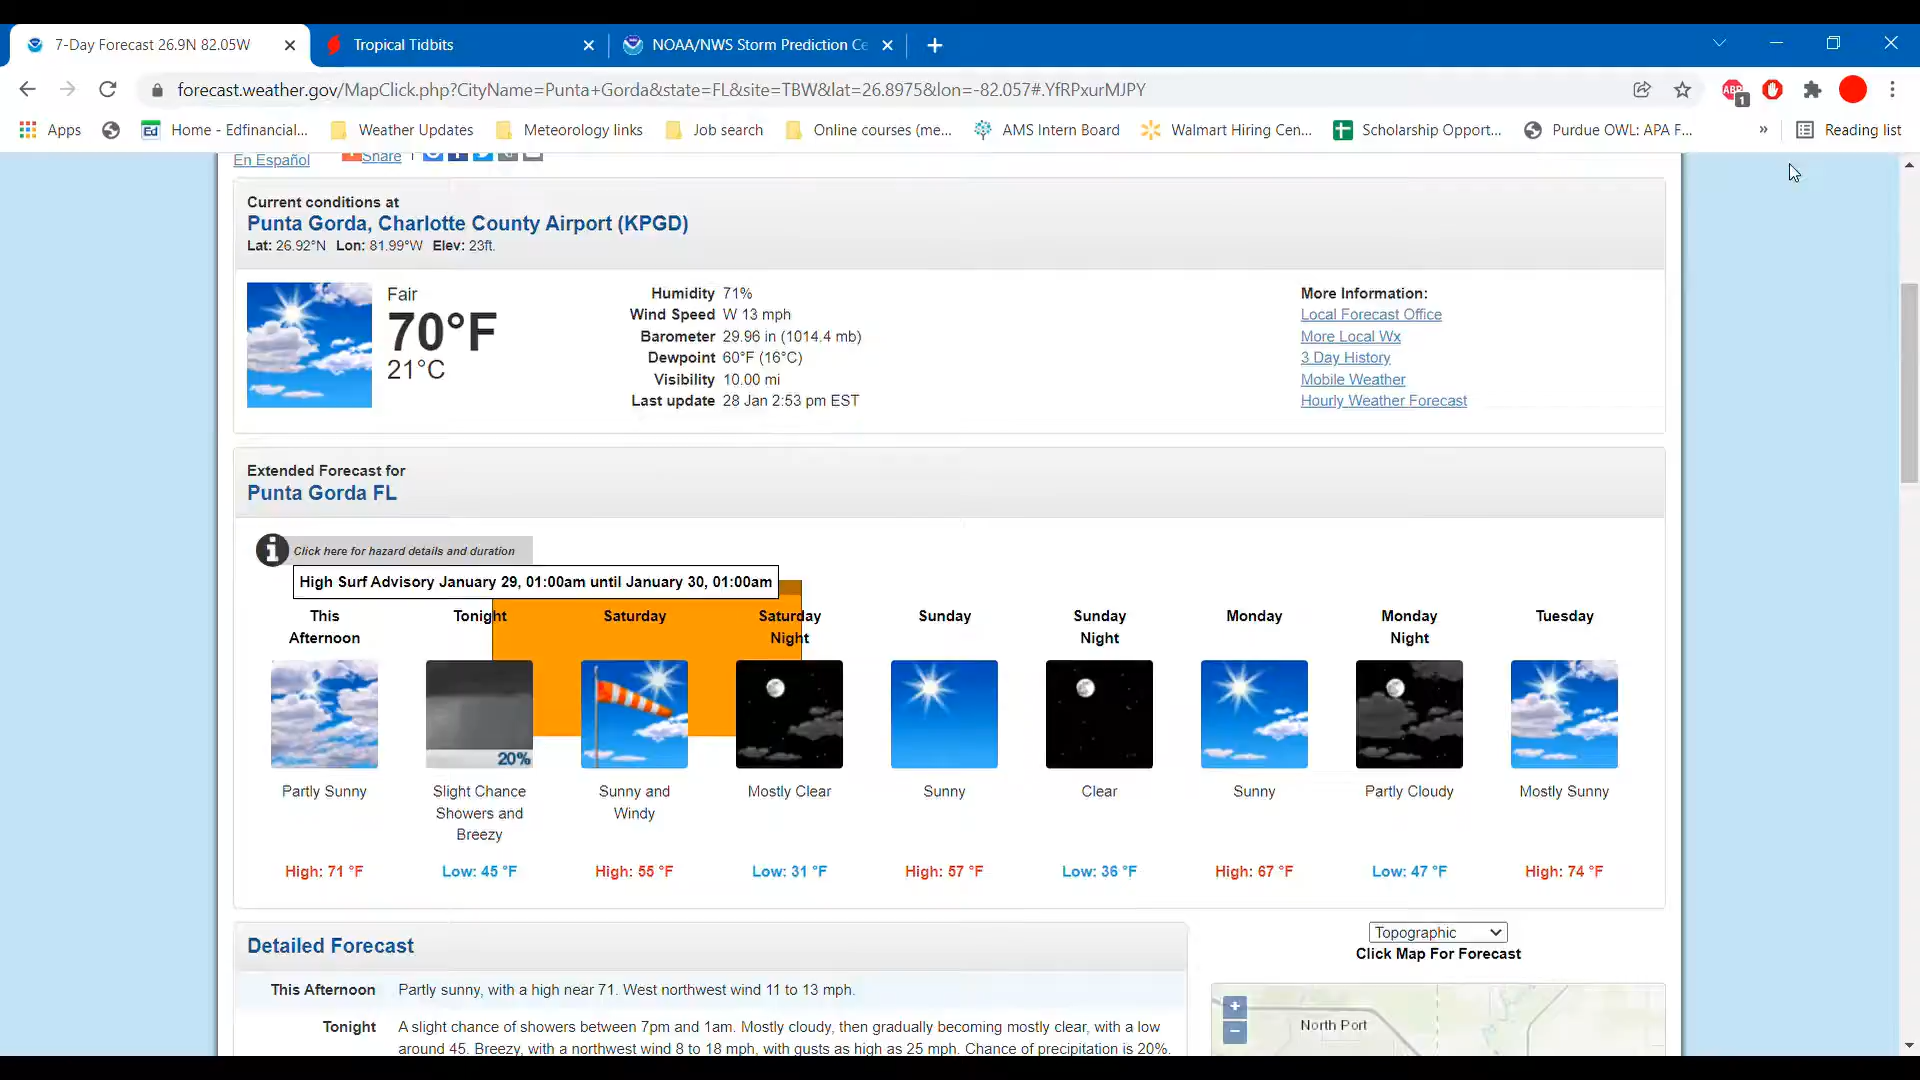 7-Day Forecast 26.9N 82.05W
Tropical Tidbits
NOAA/NWS Storm Prediction Ce
forecast.weather.gov/MapClick.php?CityName=Punta+Gorda&state=FL&site=TBW&lat=26.8975&lon=-82.057#.YfRPxurMJPY
ABP
1
Apps
Ed
Home - Edfinancial...
Weather Updates
Meteorology links
Job search
Online courses (me...
AMS Intern Board
Walmart Hiring Cen...
Scholarship Opport...
Purdue OWL: APA F...
»
Reading list
En Español
Share
Current conditions at
Punta Gorda, Charlotte County Airport (KPGD)
Lat: 26.92°N Lon: 81.99°W Elev: 23ft.
Fair
70°F
21°C
Humidity 71%
Wind Speed W 13 mph
Barometer 29.96 in (1014.4 mb)
Dewpoint 60°F (16°C)
Visibility 10.00 mi
Last update 28 Jan 2:53 pm EST
More Information:
Local Forecast Office
More Local Wx
3 Day History
Mobile Weather
Hourly Weather Forecast
Extended Forecast for
Punta Gorda FL
Click here for hazard details and duration
High Surf Advisory January 29, 01:00am until January 30, 01:00am
This
Afternoon
Partly Sunny
High: 71 °F
Tonight
20%
Slight Chance
Showers and
Breezy
Low: 45 °F
Saturday
Sunny and
Windy
High: 55 °F
Saturday
Night
Mostly Clear
Low: 31 °F
Sunday
Sunny
High: 57 °F
Sunday
Night
Clear
Low: 36 °F
Monday
Sunny
High: 67 °F
Monday
Night
Partly Cloudy
Low: 47 °F
Tuesday
Mostly Sunny
High: 74 °F
Detailed Forecast
This Afternoon
Partly sunny, with a high near 71. West northwest wind 11 to 13 mph.
Tonight
A slight chance of showers between 7pm and 1am. Mostly cloudy, then gradually becoming mostly clear, with a low
around 45. Breezy, with a northwest wind 8 to 18 mph, with gusts as high as 25 mph. Chance of precipitation is 20%.
Topographic
Click Map For Forecast
+
−
North Port